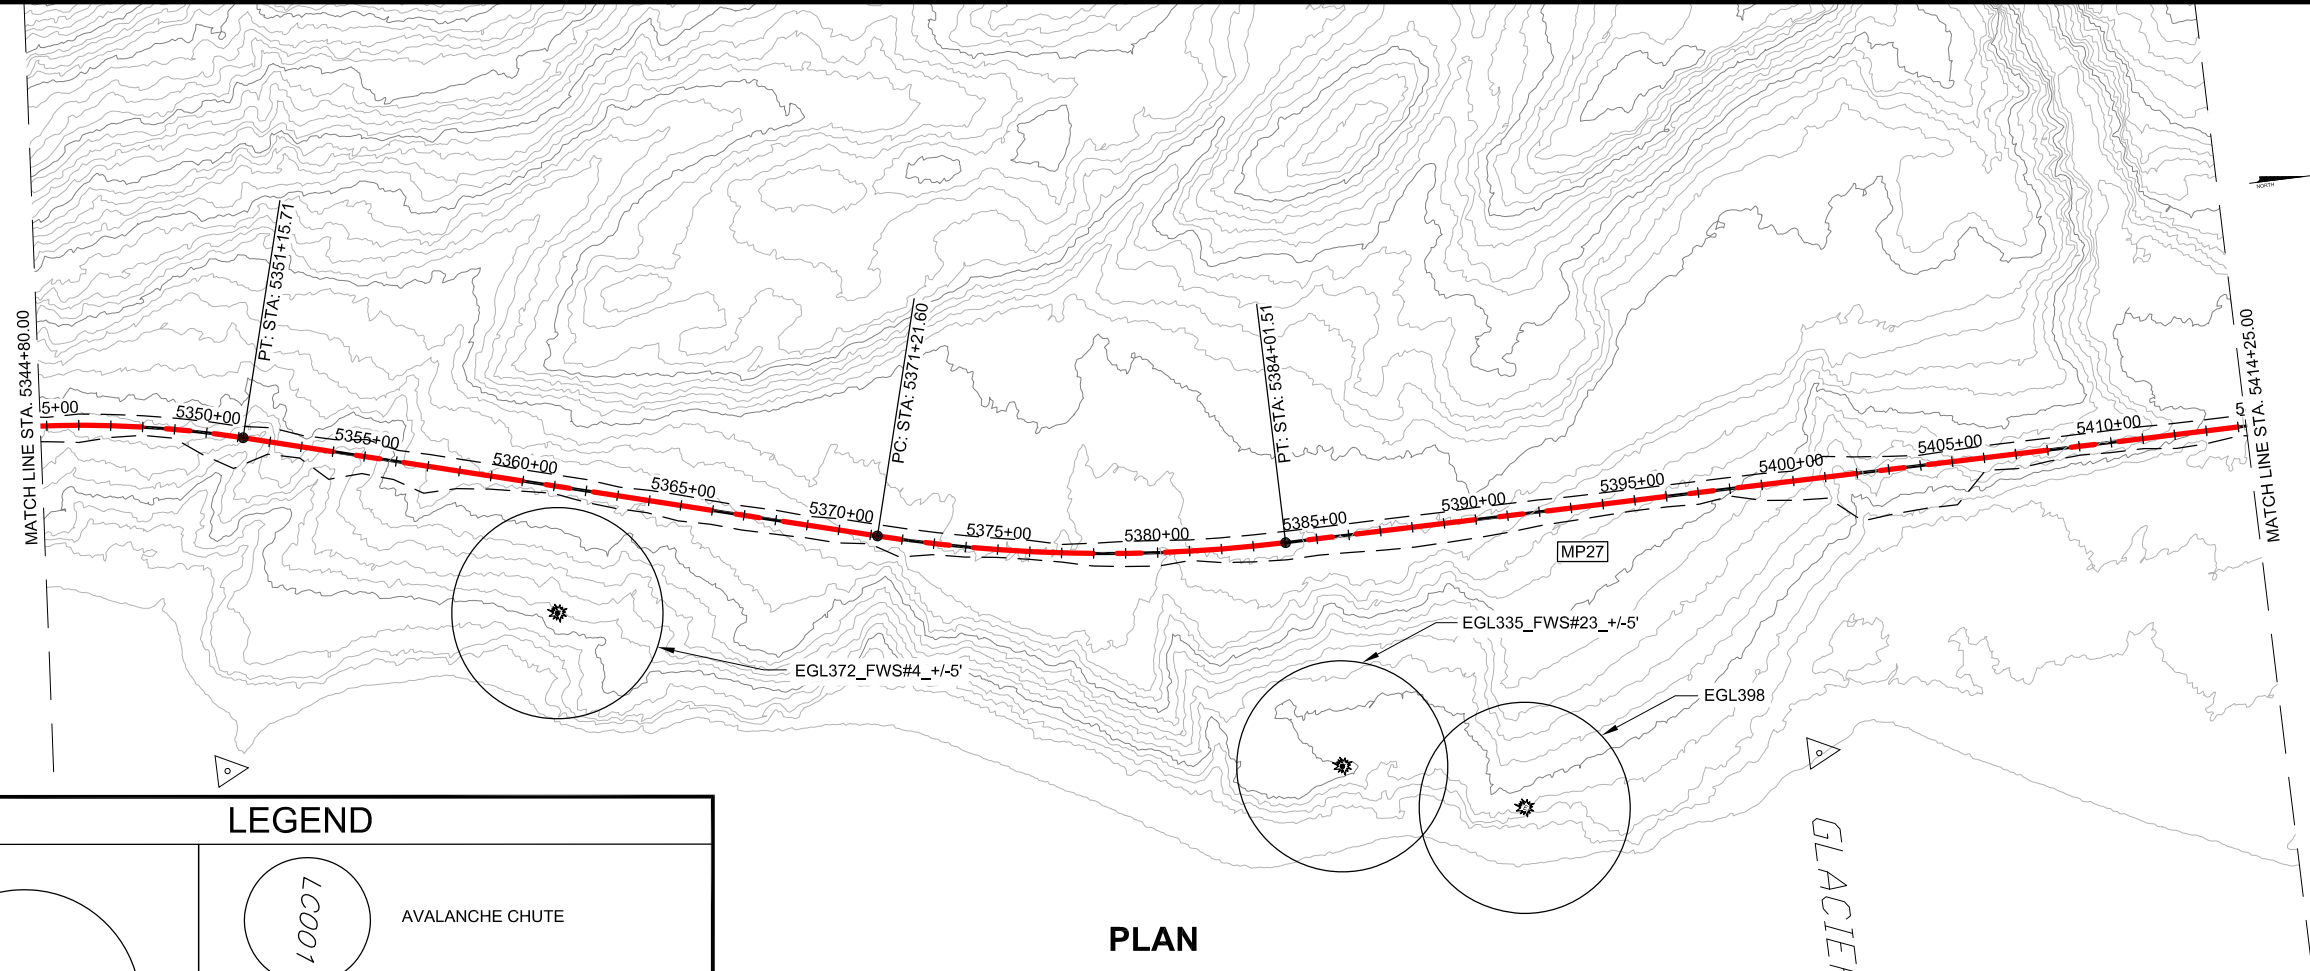 NORTH
PT: STA: 5351+15.71
PC: STA: 5371+21.60
PT: STA: 5384+01.51
MATCH LINE STA. 5344+80.00
MATCH LINE STA. 5414+25.00
5+00
5350+00
5355+00
5360+00
5365+00
5370+00
5375+00
5380+00
5385+00
5390+00
5395+00
5400+00
5405+00
5410+00
5
MP27
EGL335_FWS#23_+/-5'
EGL372_FWS#4_+/-5'
EGL398
LEGEND
LC001
AVALANCHE CHUTE
PLAN
GLACIER